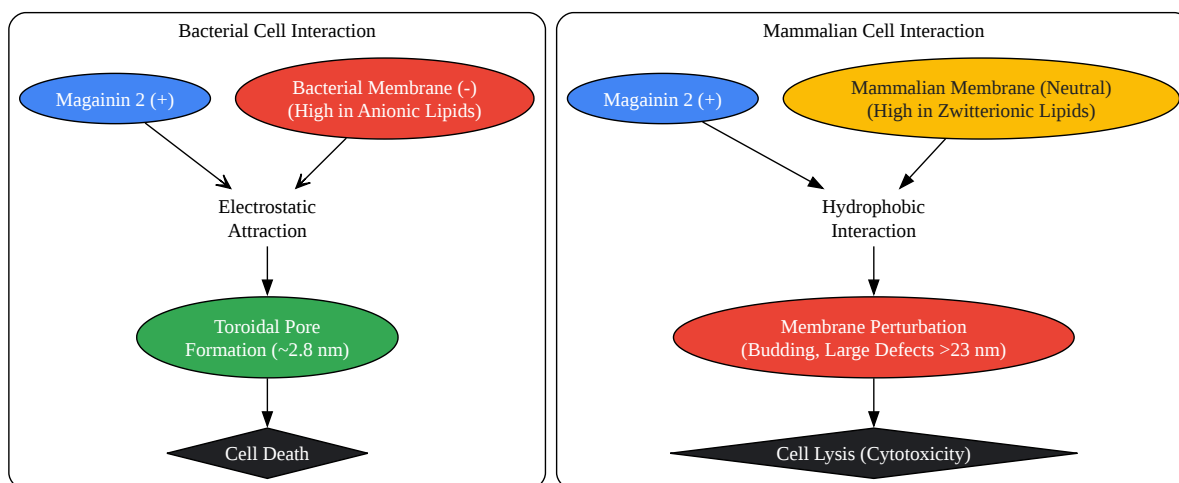 Bacterial Cell Interaction
Magainin 2 (+)
Bacterial Membrane (-)
(High in Anionic Lipids)
Electrostatic
Attraction
Toroidal Pore
Formation (~2.8 nm)
Cell Death
Mammalian Cell Interaction
Magainin 2 (+)
Mammalian Membrane (Neutral)
(High in Zwitterionic Lipids)
Hydrophobic
Interaction
Membrane Perturbation
(Budding, Large Defects >23 nm)
Cell Lysis (Cytotoxicity)